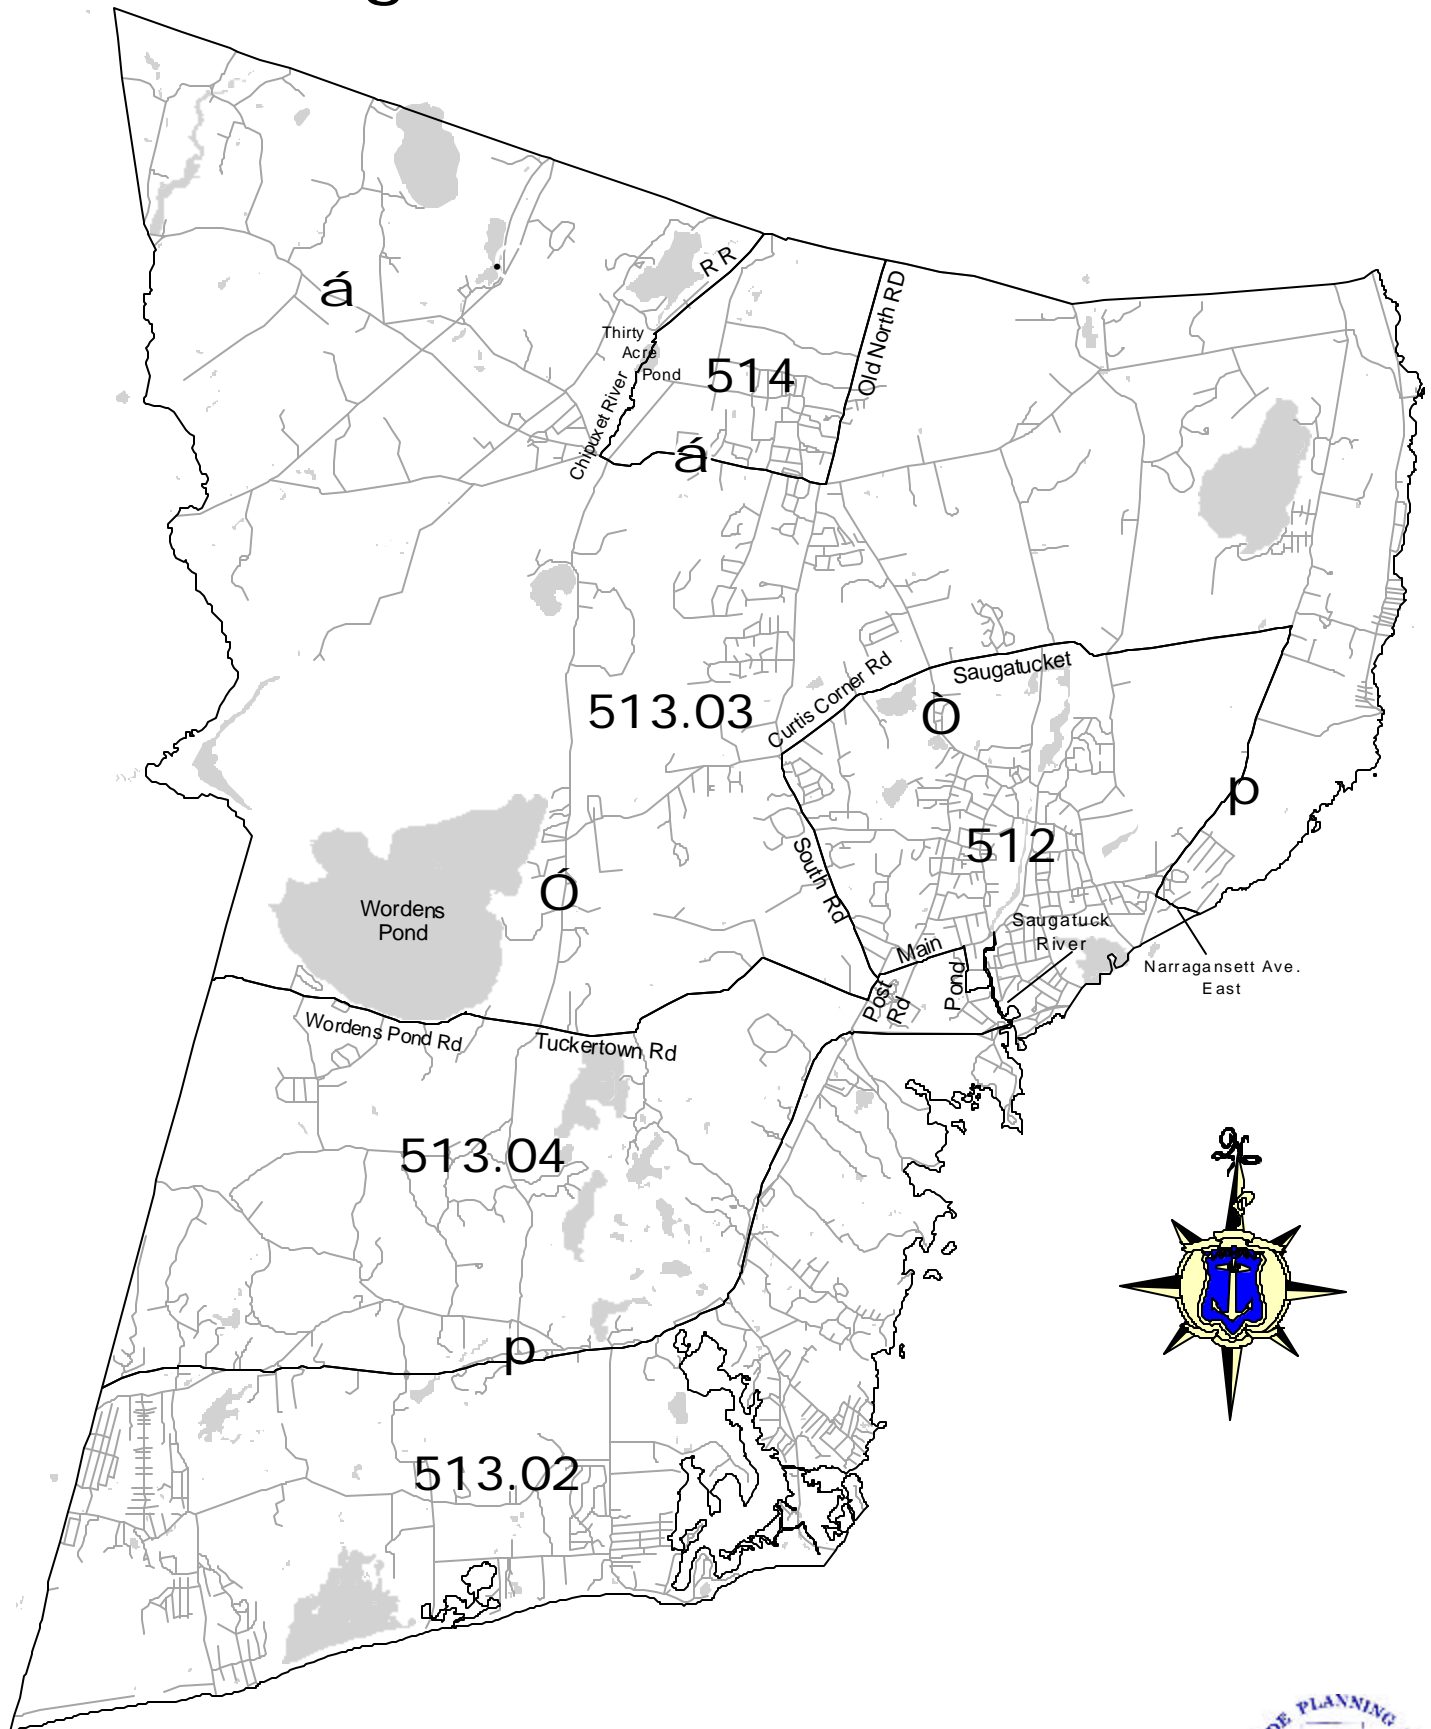 g
R R
á
Thirty
Acre
Pond
Old North RD
514
Chipuxet River
á
Saugatucket
Curtis Corner Rd
513.03
Ò
p
512
South Rd
Ó
Wordens
Pond
Saugatuck
River
Main
Narragansett Ave.
East
Pond
Post
Rd
Wordens Pond Rd
Tuckertown Rd
513.04
p
513.02
DE PLANNING